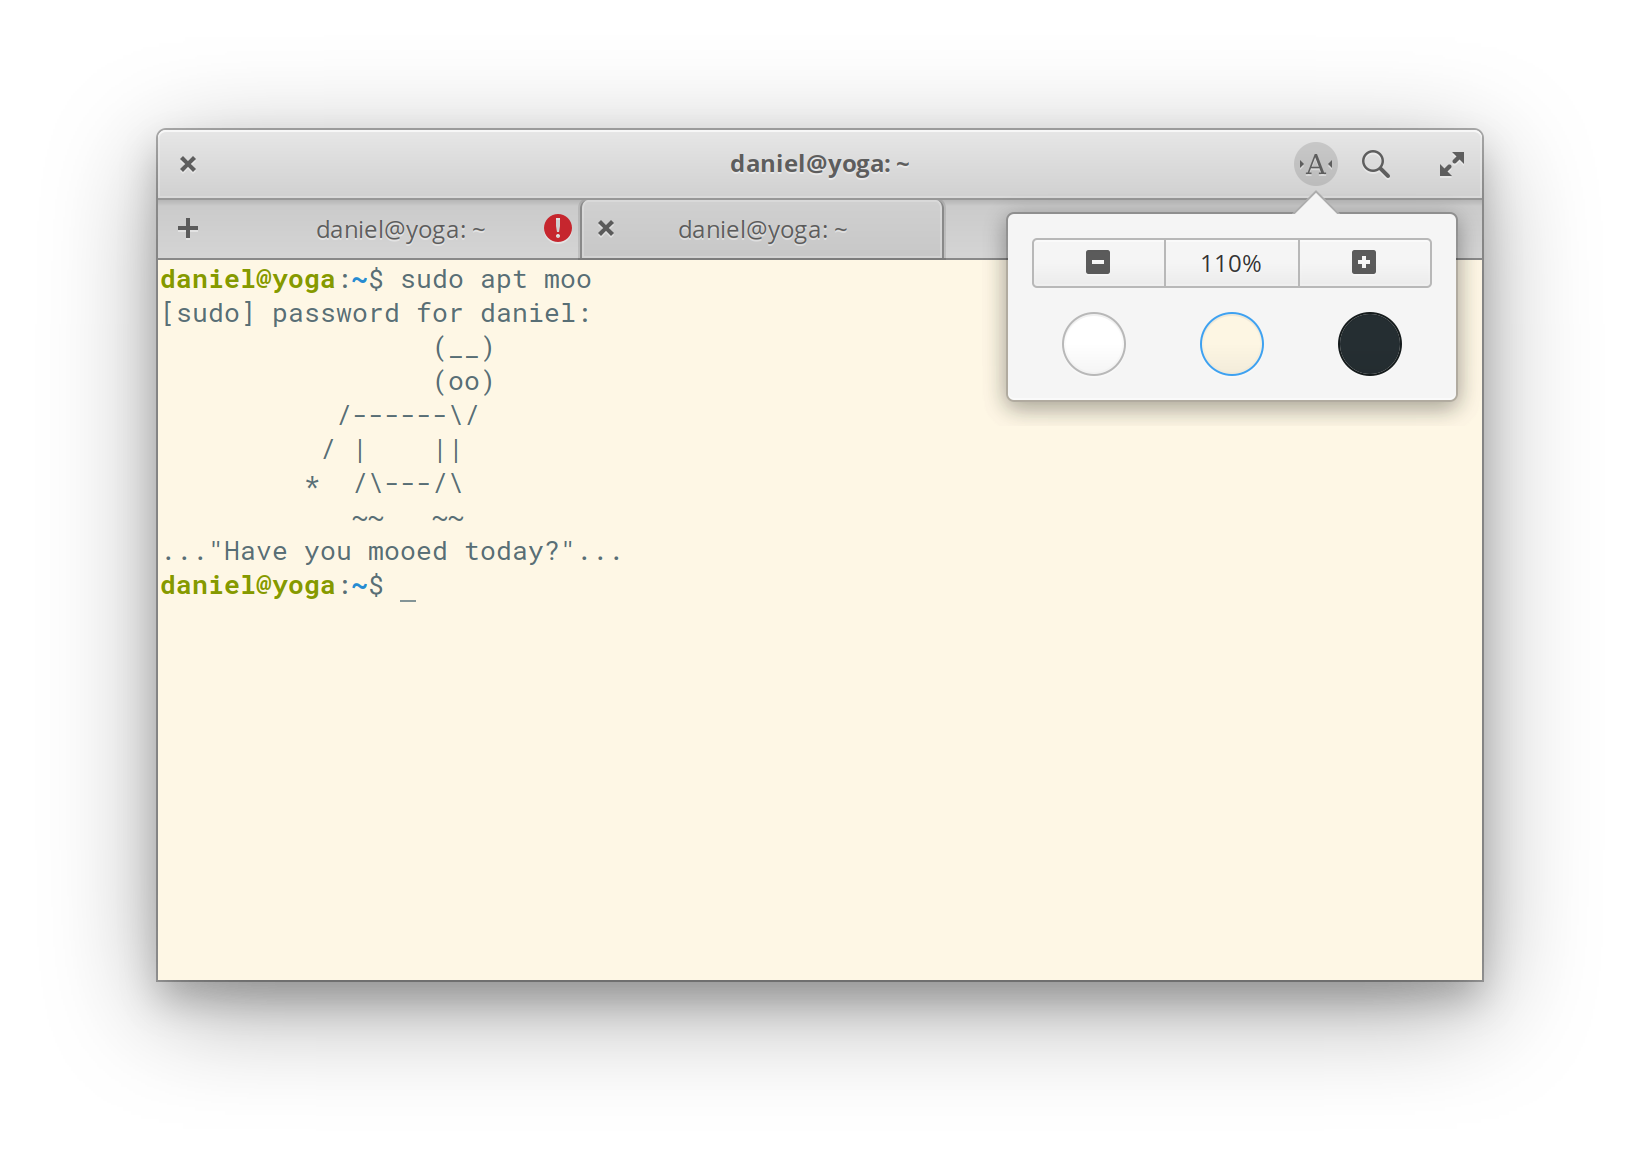 daniel@yoga: ~
A
daniel@yoga: ~
daniel@yoga: ~
110%
daniel@yoga:~$ sudo apt moo
[sudo] password for daniel:
                 (__)
                 (oo)
           /------\/
          / |    ||
         *  /\---/\
            ~~   ~~
..."Have you mooed today?"...
daniel@yoga:~$ _